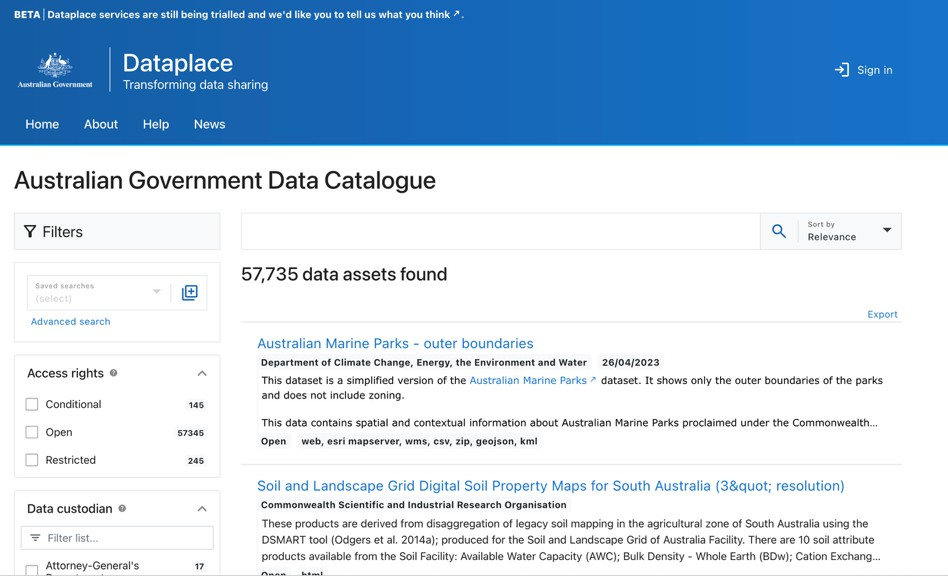 BETA | Dataplace services are still being trialled and we'd like you to tell us what you think ↗.
Australian Government
Dataplace
Transforming data sharing
Sign in
Home About Help News
Australian Government Data Catalogue
Filters
Sort by
Relevance
Saved searches
(select)
Advanced search
57,735 data assets found
Export
Access rights
Conditional 145
Open 57345
Restricted 245
Data custodian
Filter list...
Attorney-General's 17
Australian Marine Parks - outer boundaries
Department of Climate Change, Energy, the Environment and Water 26/04/2023
This dataset is a simplified version of the Australian Marine Parks ↗ dataset. It shows only the outer boundaries of the parks
and does not include zoning.
This data contains spatial and contextual information about Australian Marine Parks proclaimed under the Commonwealth...
Open web, esri mapserver, wms, csv, zip, geojson, kml
Soil and Landscape Grid Digital Soil Property Maps for South Australia (3&quot; resolution)
Commonwealth Scientific and Industrial Research Organisation
These products are derived from disaggregation of legacy soil mapping in the agricultural zone of South Australia using the
DSMART tool (Odgers et al. 2014a); produced for the Soil and Landscape Grid of Australia Facility. There are 10 soil attribute
products available from the Soil Facility: Available Water Capacity (AWC); Bulk Density - Whole Earth (BDw); Cation Exchang...
Open html